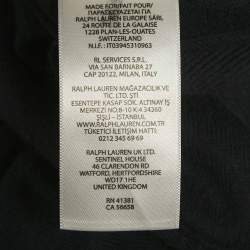 MADE FOR/FAIT POUR/
ΠΑΡΑΣΚΕΥΑΖΕΤΑΙ ΓΙΑ
RALPH LAUREN EUROPE SÀRL
24 ROUTE DE LA GALAISE
1228 PLAN-LES-OUATES
SWITZERLAND
N.I.F.: IT03945310963
RL SERVICES S.R.L.
VIA SAN BARNABA 27
CAP 20122, MILAN, ITALY
RALPH LAUREN MAĞAZACILIK VE
TİC. LTD. ŞTİ
ESENTEPE KASAP SOK. ALTINAY İŞ
MERKEZİ NO:8-10 K:4 34360
ŞİŞLİ - İSTANBUL
WWW.RALPHLAUREN.COM.TR
TÜKETİCİ İLETİŞİM HATTI:
0212 345 69 69
RALPH LAUREN UK LTD.
SENTINEL HOUSE
46 CLARENDON RD
WATFORD, HERTFORDSHIRE
WD17 1HE
UNITED KINGDOM
RN 41381
CA 56658